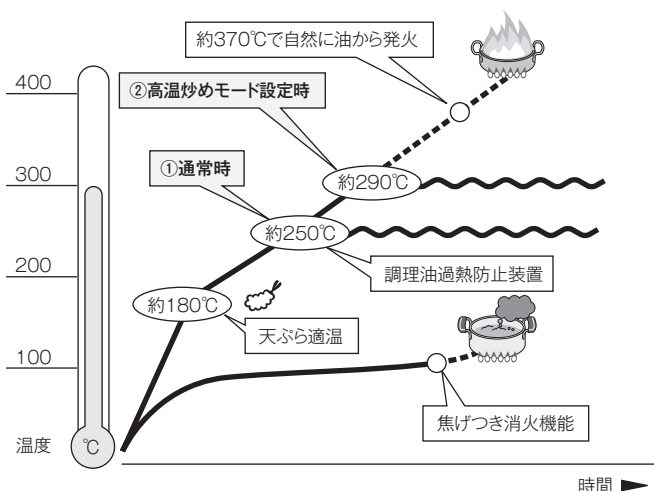 約370℃で自然に油から発火
400
②高温炒めモード設定時
①通常時
300
約290℃
約250℃
200
調理油過熱防止装置
約180℃
天ぷら適温
100
焦げつき消火機能
温度
℃
時間